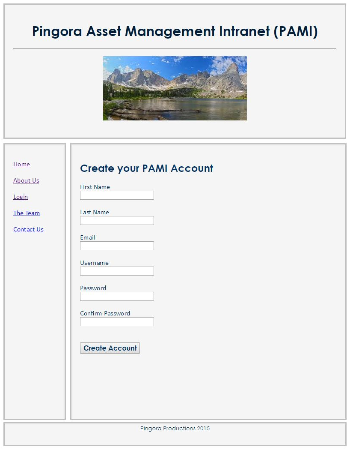 Pingora Asset Management Intranet (PAMI)
Home
About Us
Login
The Team
Contact Us
Create your PAMI Account
First Name
Last Name
Email
Username
Password
Confirm Password
Create Account
Pingora Productions 2015